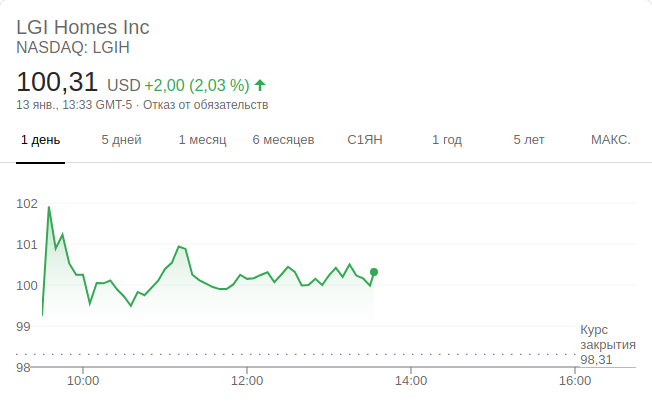 LGI Homes Inc
NASDAQ: LGIH
100,31 USD +2,00 (2,03 %)
13 янв., 13:33 GMT-5 · Отказ от обязательств
1 день 5 дней 1 месяц 6 месяцев С1ЯН 1 год 5 лет МАКС.
102
101
100
99
Курс
закрытия
98,31
98
10:00 12:00 14:00 16:00